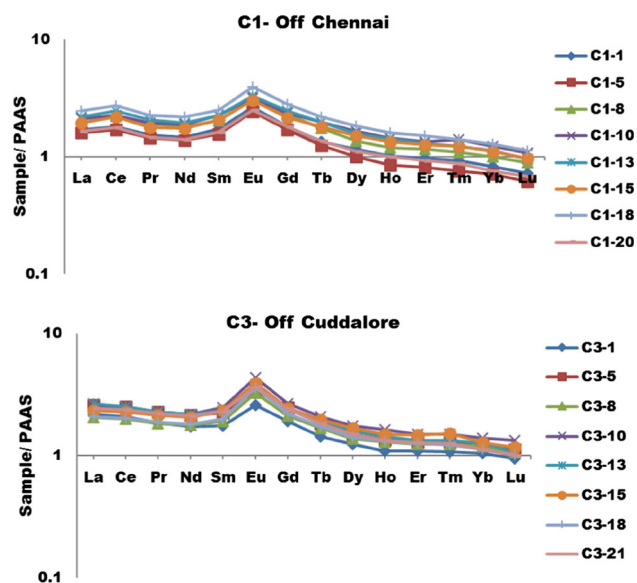 C1- Off Chennai
10
1
0.1
Sample/ PAAS
La Ce Pr Nd Sm Eu Gd Tb Dy Ho Er Tm Yb Lu
C1-1
C1-5
C1-8
C1-10
C1-13
C1-15
C1-18
C1-20
C3- Off Cuddalore
10
1
0.1
Sample/ PAAS
La Ce Pr Nd Sm Eu Gd Tb Dy Ho Er Tm Yb Lu
C3-1
C3-5
C3-8
C3-10
C3-13
C3-15
C3-18
C3-21